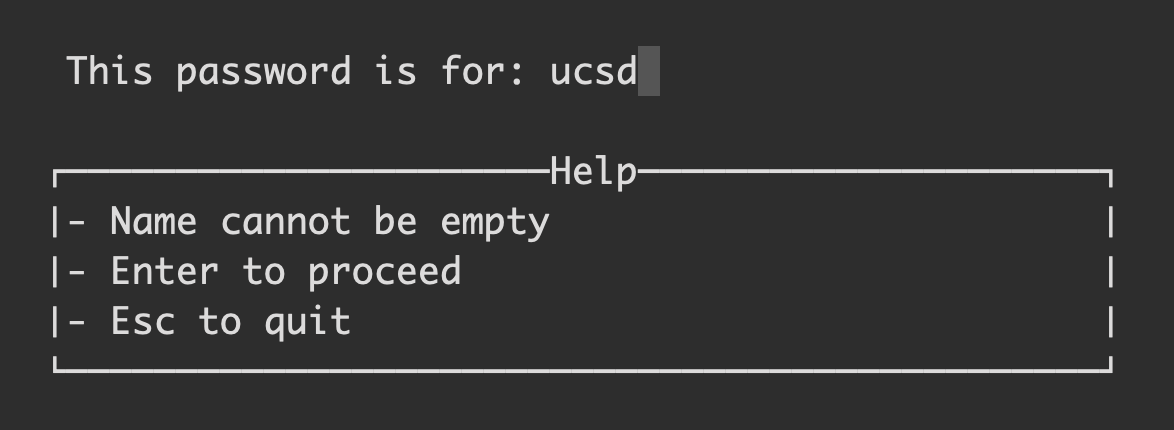 This password is for: ucsd
Help
- Name cannot be empty
- Enter to proceed
- Esc to quit